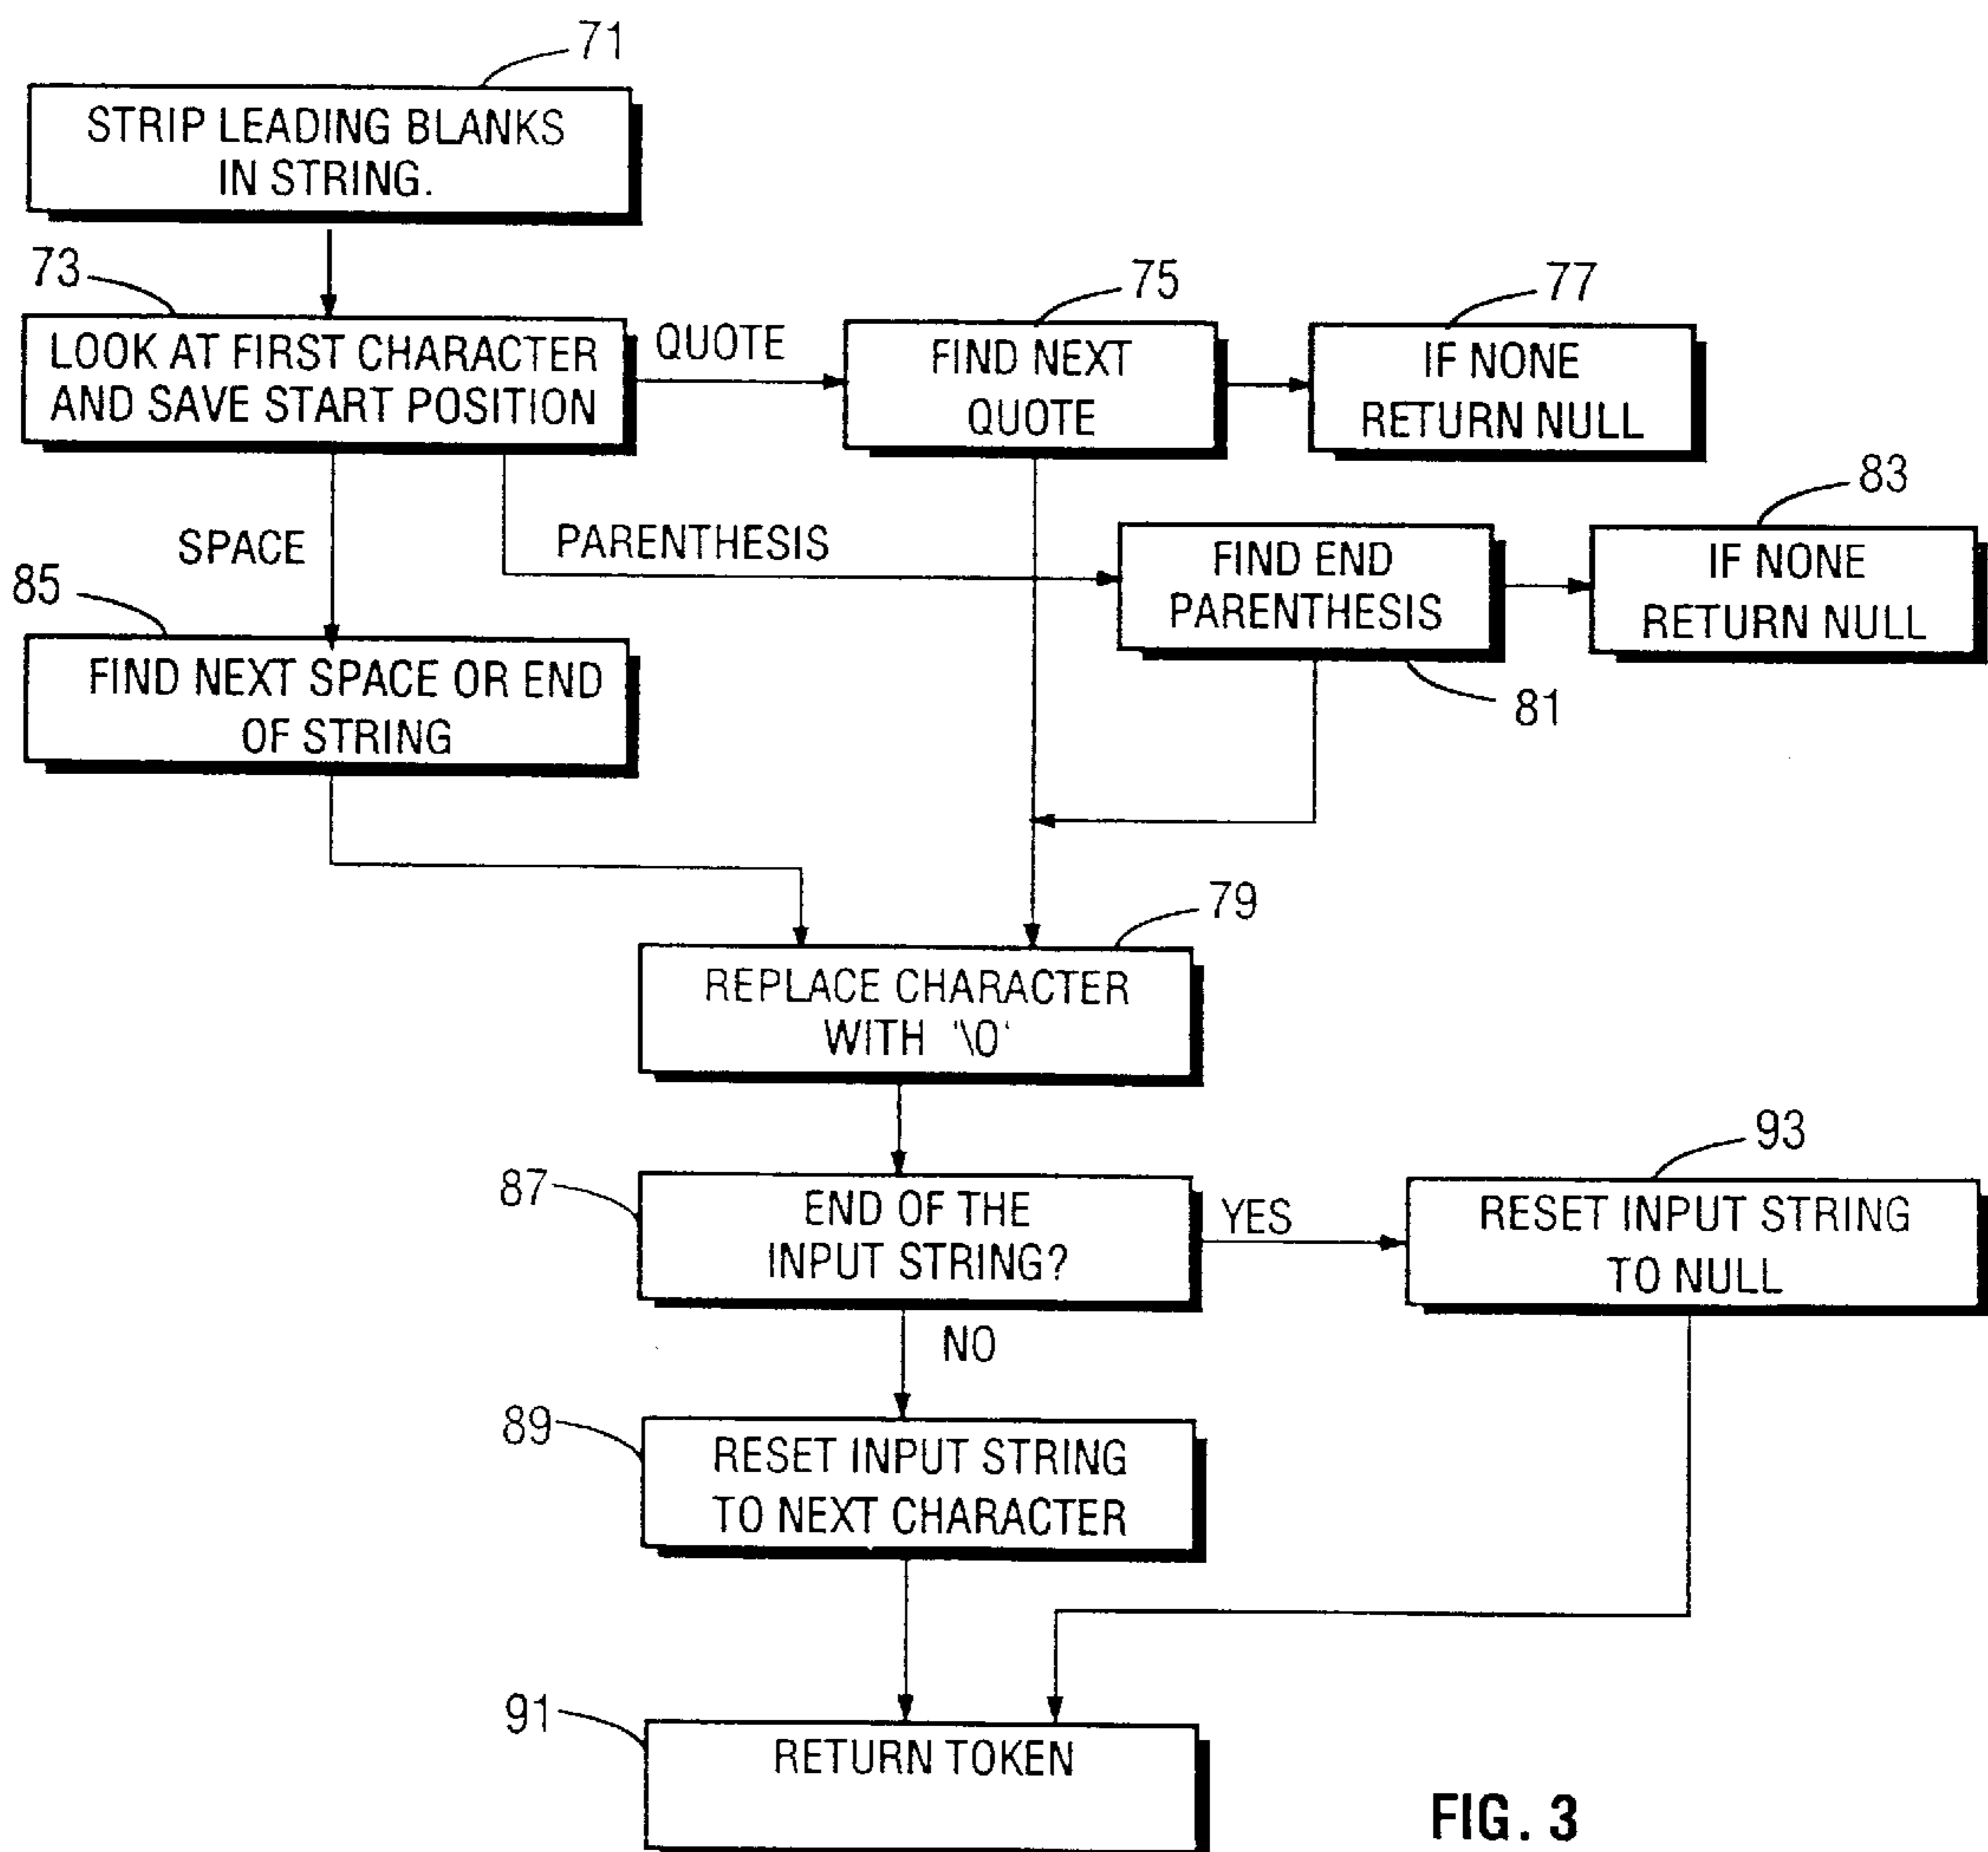 71
STRIP LEADING BLANKS
IN STRING.
73
LOOK AT FIRST CHARACTER
AND SAVE START POSITION
QUOTE
75
FIND NEXT
QUOTE
77
IF NONE
RETURN NULL
SPACE
PARENTHESIS
FIND END
PARENTHESIS
81
83
IF NONE
RETURN NULL
85
FIND NEXT SPACE OR END
OF STRING
79
REPLACE CHARACTER
WITH '\0'
87
END OF THE
INPUT STRING?
YES
93
RESET INPUT STRING
TO NULL
NO
89
RESET INPUT STRING
TO NEXT CHARACTER
91
RETURN TOKEN
FIG. 3